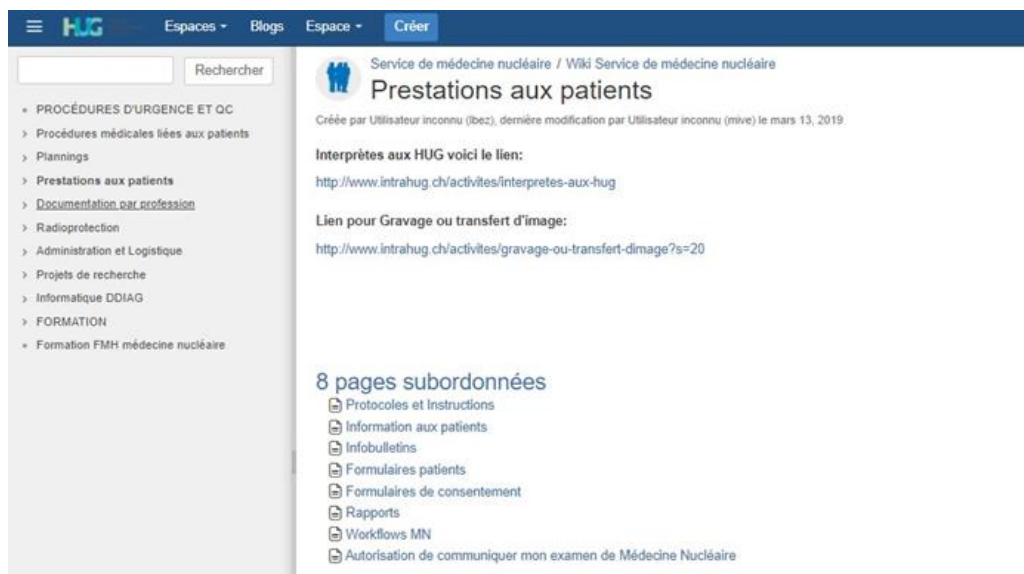 HUG
Espaces
Blogs
Espace
Créer
Rechercher
PROCÉDURES D'URGENCE ET QC
Procédures médicales liées aux patients
Plannings
Prestations aux patients
Documentation par profession
Radioprotection
Administration et Logistique
Projets de recherche
Informatique DDIAG
FORMATION
Formation FMH médecine nucléaire
Service de médecine nucléaire / Wiki Service de médecine nucléaire
Prestations aux patients
Créée par Utilisateur inconnu (lbez), dernière modification par Utilisateur inconnu (mive) le mars 13, 2019
Interprètes aux HUG voici le lien:
http://www.intrahug.ch/activites/interpretes-aux-hug
Lien pour Gravage ou transfert d'image:
http://www.intrahug.ch/activites/gravage-ou-transfert-dimage?s=20
8 pages subordonnées
Protocoles et Instructions
Information aux patients
Infobulletins
Formulaires patients
Formulaires de consentement
Rapports
Workflows MN
Autorisation de communiquer mon examen de Médecine Nucléaire